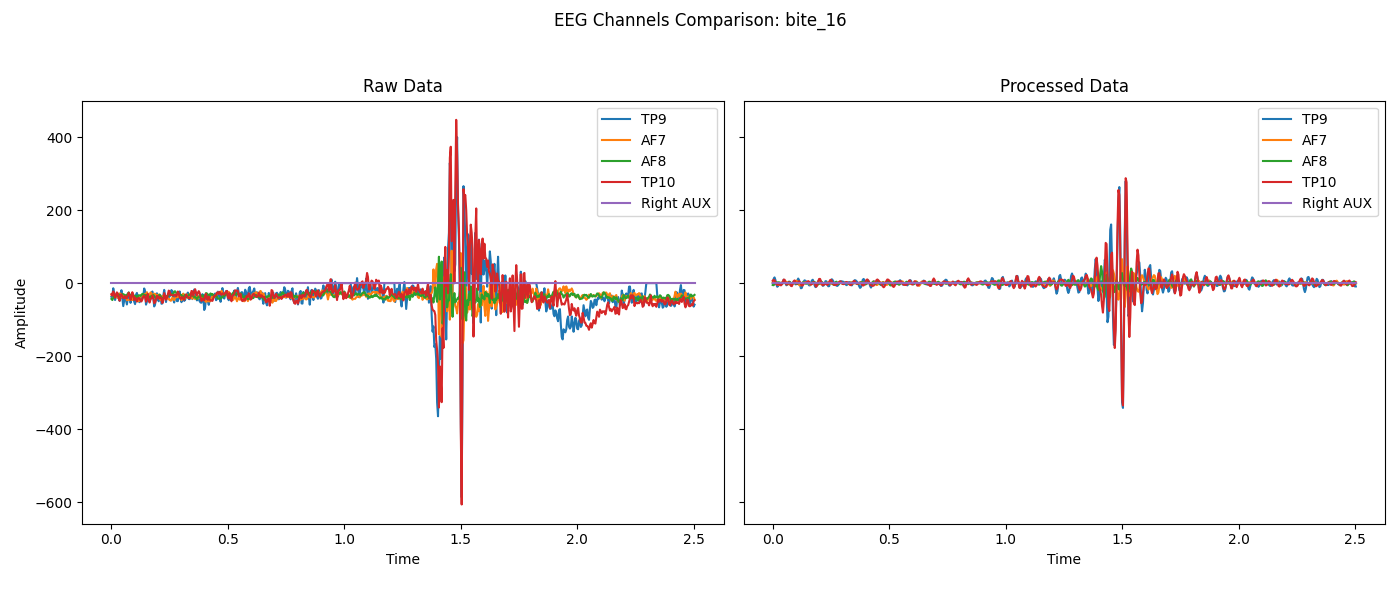 EEG Channels Comparison: bite_16
Raw Data
Amplitude
400
200
0
−200
−400
−600
TP9
AF7
AF8
TP10
Right AUX
0.0 0.5 1.0 1.5 2.0 2.5
Time
Processed Data
TP9
AF7
AF8
TP10
Right AUX
0.0 0.5 1.0 1.5 2.0 2.5
Time